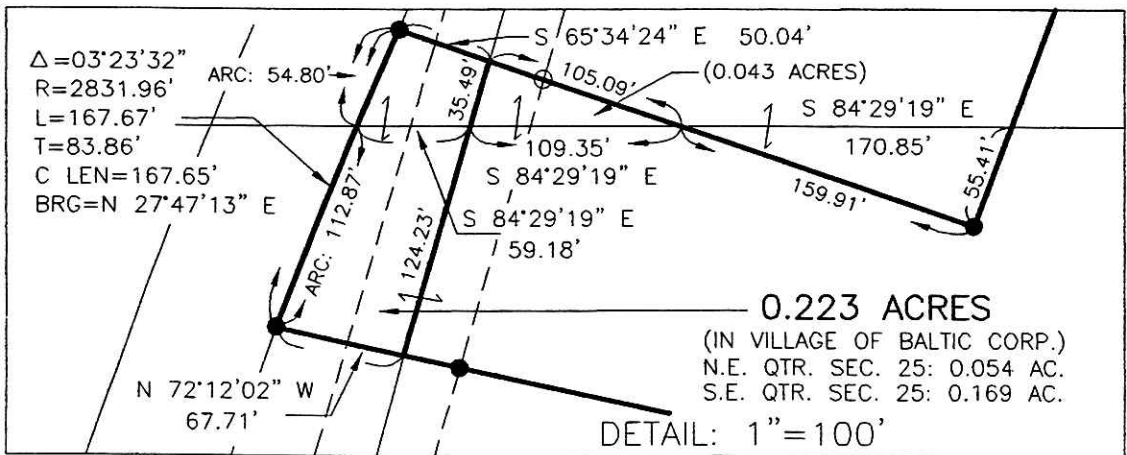 Δ=03°23'32"
R=2831.96'
L=167.67'
T=83.86'
C LEN=167.65'
BRG=N 27°47'13" E
ARC: 54.80'
S 65°34'24" E 50.04'
35.49'
105.09'
(0.043 ACRES)
S 84°29'19" E
170.85'
55.41'
109.35'
S 84°29'19" E
159.91'
ARC: 112.87'
S 84°29'19" E
59.18'
124.23'
0.223 ACRES
(IN VILLAGE OF BALTIC CORP.)
N.E. QTR. SEC. 25: 0.054 AC.
S.E. QTR. SEC. 25: 0.169 AC.
N 72°12'02" W
67.71'
DETAIL: 1"=100'